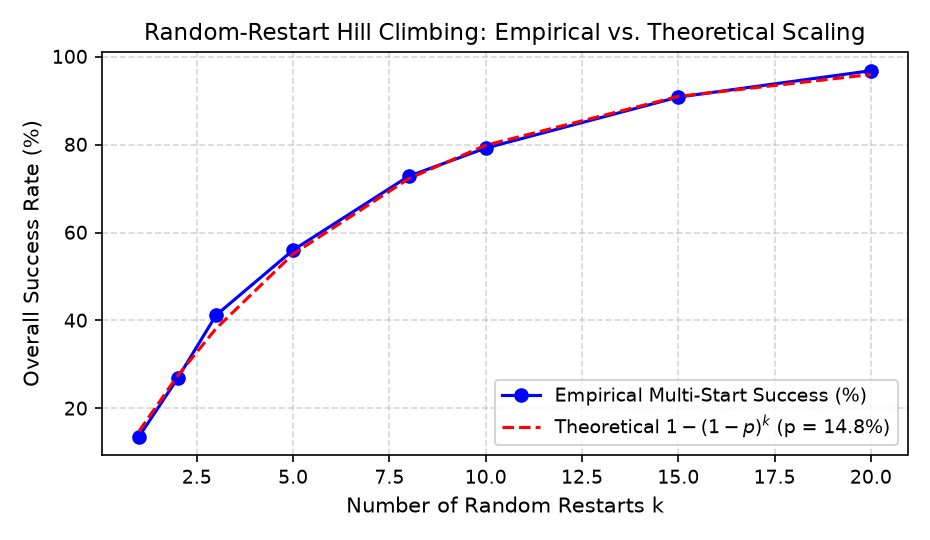 Random-Restart Hill Climbing: Empirical vs. Theoretical Scaling
Overall Success Rate (%)
100
80
60
40
20
Empirical Multi-Start Success (%)
Theoretical 1 − (1 − p)^k (p = 14.8%)
2.5 5.0 7.5 10.0 12.5 15.0 17.5 20.0
Number of Random Restarts k